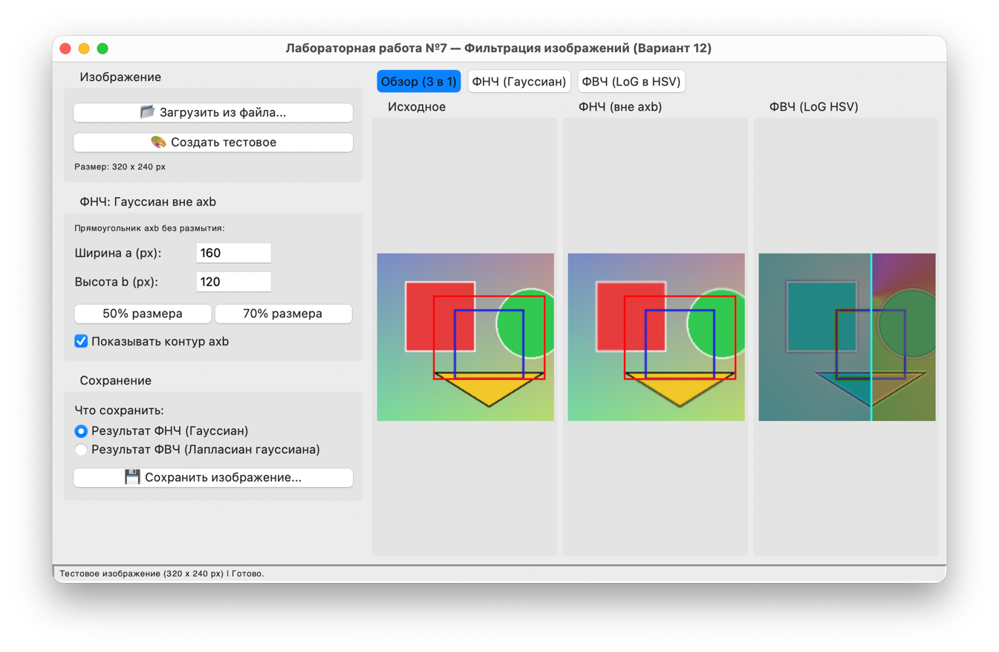 Лабораторная работа №7 — Фильтрация изображений (Вариант 12)
Изображение
Загрузить из файла...
Создать тестовое
Размер: 320 x 240 px
ФНЧ: Гауссиан вне axb
Прямоугольник axb без размытия:
Ширина a (px):
160
Высота b (px):
120
50% размера
70% размера
Показывать контур axb
Сохранение
Что сохранить:
Результат ФНЧ (Гауссиан)
Результат ФВЧ (Лапласиан гауссиана)
Сохранить изображение...
Обзор (3 в 1)
ФНЧ (Гауссиан)
ФВЧ (LoG в HSV)
Исходное
ФНЧ (вне axb)
ФВЧ (LoG HSV)
Тестовое изображение (320 x 240 px) | Готово.